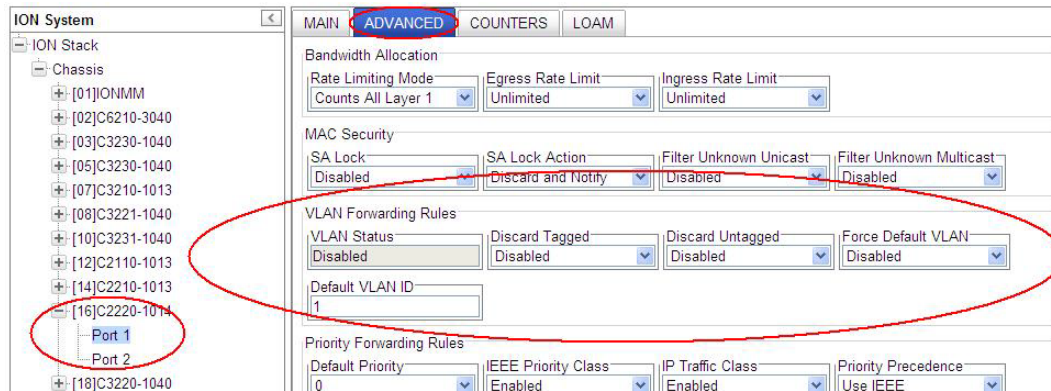 ION System
ION Stack
Chassis
[01]IONMM
[02]C6210-3040
[03]C3230-1040
[05]C3230-1040
[07]C3210-1013
[08]C3221-1040
[10]C3231-1040
[12]C2110-1013
[14]C2210-1013
[16]C2220-1014
Port 1
Port 2
[18]C3220-1040
MAIN ADVANCED COUNTERS LOAM
Bandwidth Allocation
Rate Limiting Mode Egress Rate Limit Ingress Rate Limit
Counts All Layer 1 Unlimited Unlimited
MAC Security
SA Lock SA Lock Action Filter Unknown Unicast Filter Unknown Multicast
Disabled Discard and Notify Disabled Disabled
VLAN Forwarding Rules
VLAN Status Discard Tagged Discard Untagged Force Default VLAN
Disabled Disabled Disabled Disabled
Default VLAN ID
1
Priority Forwarding Rules
Default Priority IEEE Priority Class IP Traffic Class Priority Precedence
0 Enabled Enabled Use IEEE